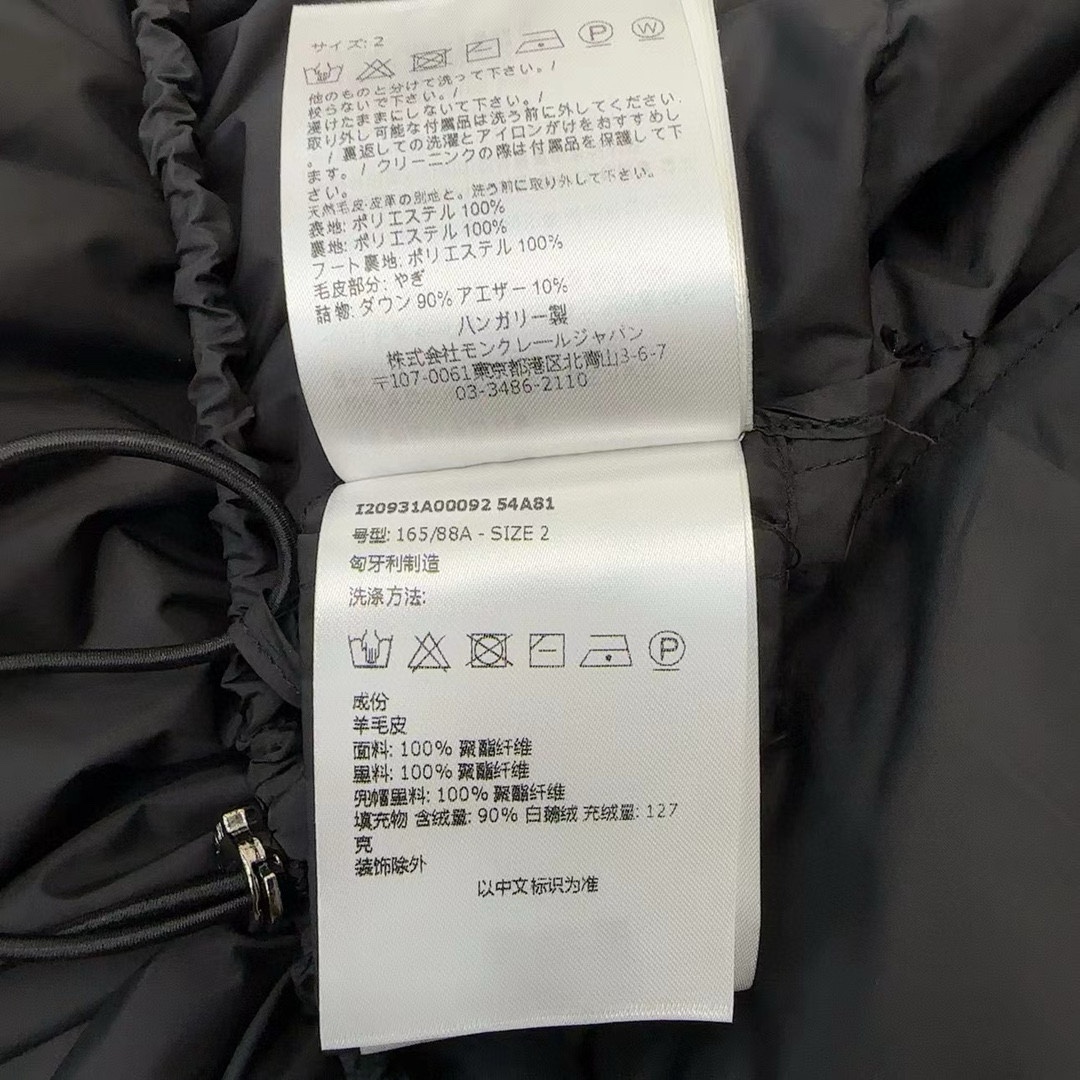 サイズ: 2
P W
他のものと分けて洗って下さい。/
絞らないで下さい。/
浸けたままにしないて下さい。/
取り外し可能な付属品は洗う前に外してください
。/ 裏返しての洗濯とアイロンがけをおすすめし
ます。/ クリーニングの際は付属品を保護して下
さい。
天然毛皮・皮革の別地と。洗う前に取り外して下さい。
表地: ポリエステル 100%
裏地: ポリエステル 100%
フート裏地: ポリエステル 100%
毛皮部分: やぎ
詰物: ダウン 90% アエザー 10%
ハンガリー製
株式会社モンクレールジャパン
〒107-0061東京都港区北青山3-6-7
03-3486-2110
I20931A00092 54A81
号型: 165/88A - SIZE 2
匈牙利制造
洗涤方法:
P
成份
羊毛皮
面料: 100% 聚酯纤维
里料: 100% 聚酯纤维
兜帽里料: 100% 聚酯纤维
填充物 含绒量: 90% 白鹅绒 充绒量: 127
克
装饰除外
以中文标识为准